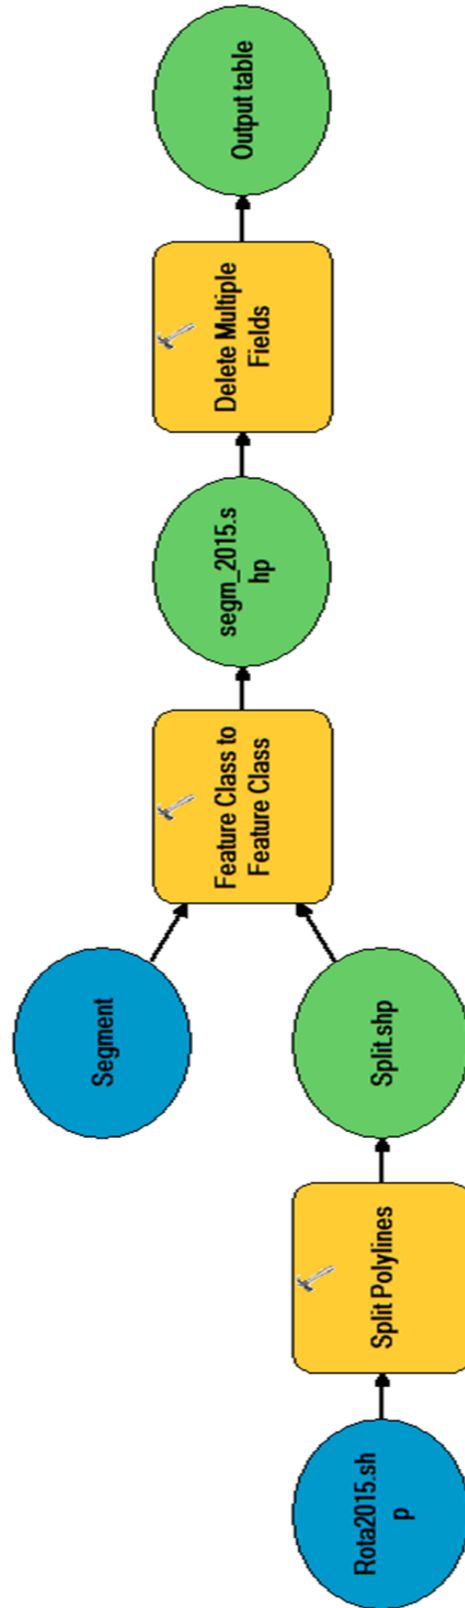 Rota2015.sh
p
Split Polylines
Split.shp
Segment
Feature Class to
Feature Class
segm_2015.s
hp
Delete Multiple
Fields
Output table